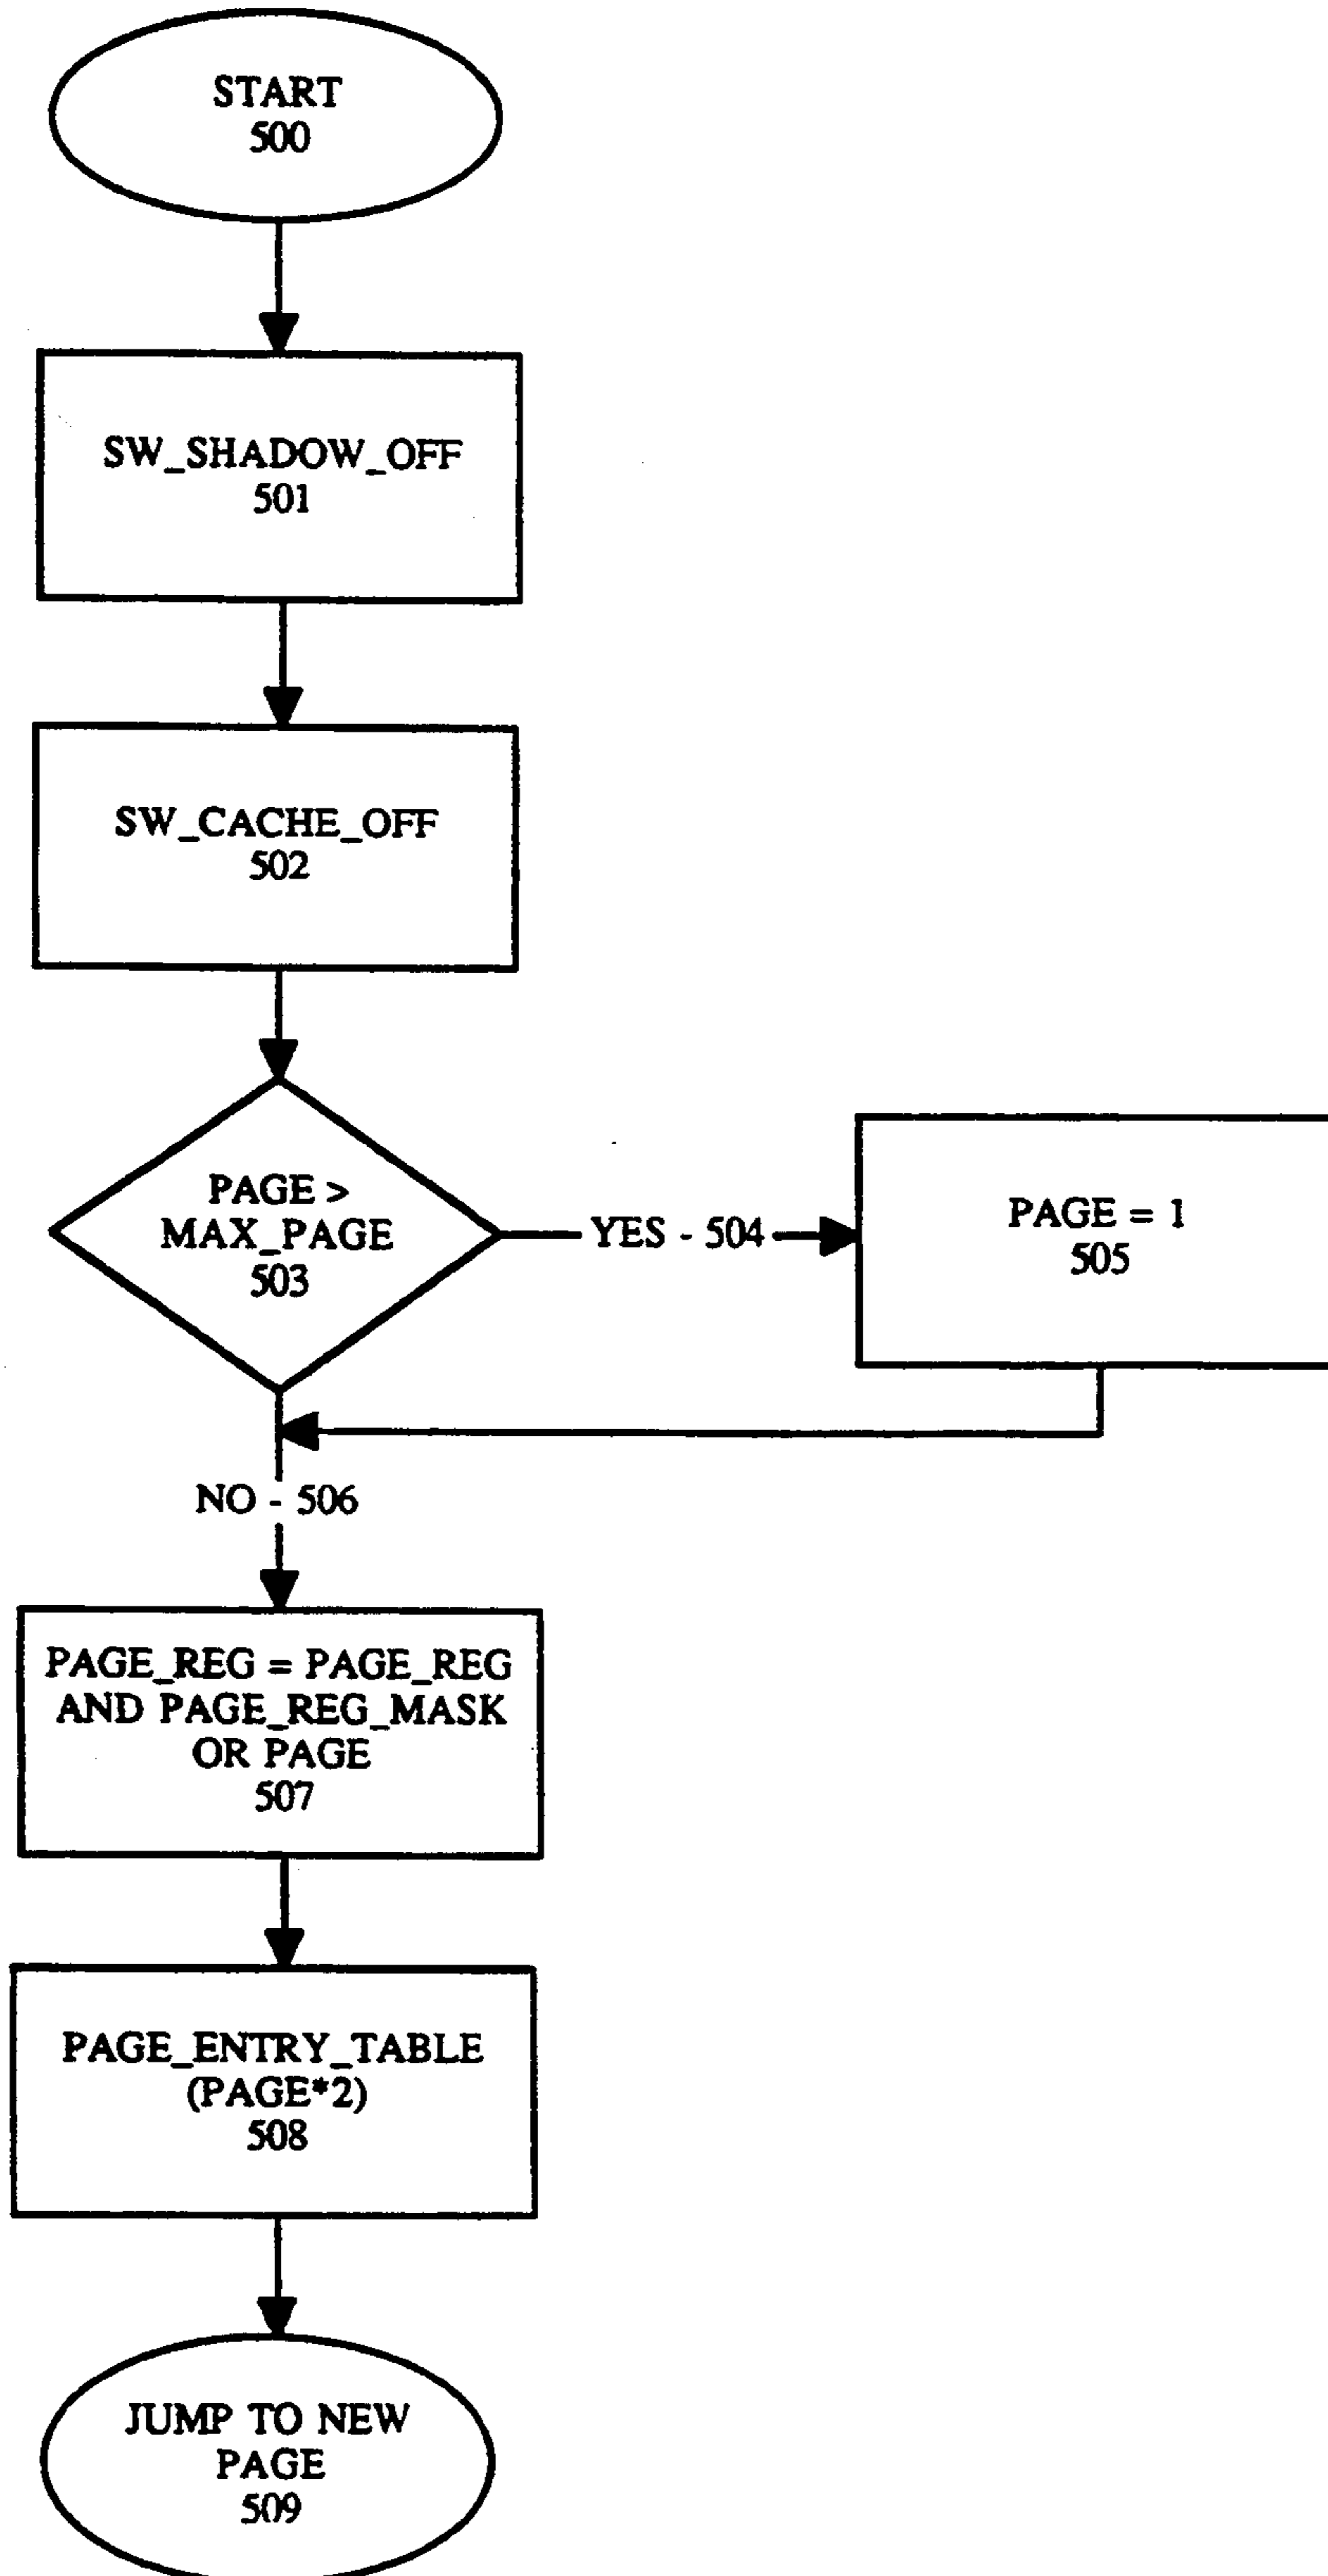 START
500
SW_SHADOW_OFF
501
SW_CACHE_OFF
502
PAGE >
MAX_PAGE
503
YES - 504
PAGE = 1
505
NO - 506
PAGE_REG = PAGE_REG
AND PAGE_REG_MASK
OR PAGE
507
PAGE_ENTRY_TABLE
(PAGE*2)
508
JUMP TO NEW
PAGE
509